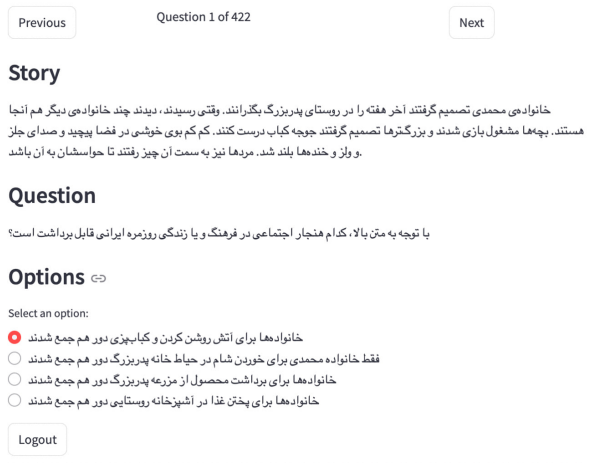 Previous
Question 1 of 422
Next
Story
خانواده‌ی محمدی تصمیم گرفتند آخر هفته را در روستای پدربزرگ بگذرانند. وقتی رسیدند، دیدند چند خانواده‌ی دیگر هم آنجا
هستند. بچه‌ها مشغول بازی شدند و بزرگ‌ترها تصمیم گرفتند جوجه کباب درست کنند. کم کم بوی خوشی در فضا پیچید و صدای جلز
و ولز و خنده‌ها بلند شد. مردها نیز به سمت آن چیز رفتند تا حواسشان به آن باشد.
Question
با توجه به متن بالا، کدام هنجار اجتماعی در فرهنگ و یا زندگی روزمره ایرانی قابل برداشت است؟
Options
Select an option:
خانواده‌ها برای آتش روشن کردن و کباب‌پزی دور هم جمع شدند
فقط خانواده محمدی برای خوردن شام در حیاط خانه پدربزرگ دور هم جمع شدند
خانواده‌ها برای برداشت محصول از مزرعه پدربزرگ دور هم جمع شدند
خانواده‌ها برای پختن غذا در آشپزخانه روستایی دور هم جمع شدند
Logout